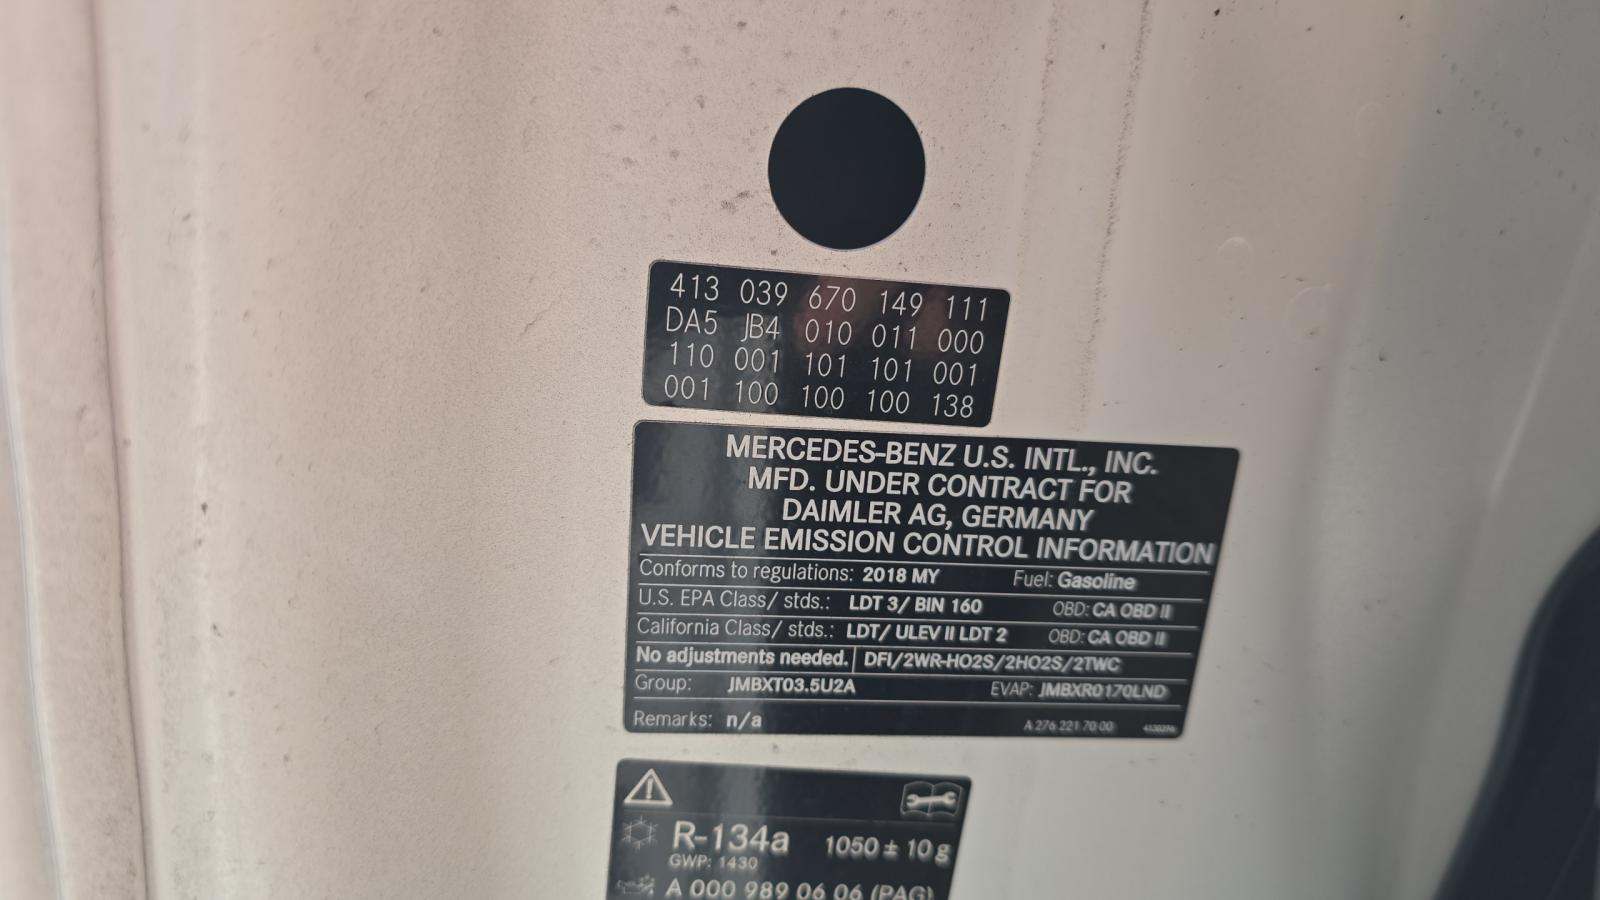 413 039 670 149 111
DA5 JB4 010 011 000
110 001 101 101 001
001 100 100 100 138
MERCEDES-BENZ U.S. INTL., INC.
MFD. UNDER CONTRACT FOR
DAIMLER AG, GERMANY
VEHICLE EMISSION CONTROL INFORMATION
Conforms to regulations: 2018 MY Fuel: Gasoline
U.S. EPA Class/ stds.: LDT 3/ BIN 160 OBD: CA OBD II
California Class/ stds.: LDT/ ULEV II LDT 2 OBD: CA OBD II
No adjustments needed. DFI/2WR-HO2S/2HO2S/2TWC
Group: JMBXT03.5U2A EVAP: JMBXR0170LND
Remarks: n/a A 276 221 70 00
R-134a 1050 ± 10 g
GWP: 1430
A 000 989 06 06 (PAG)